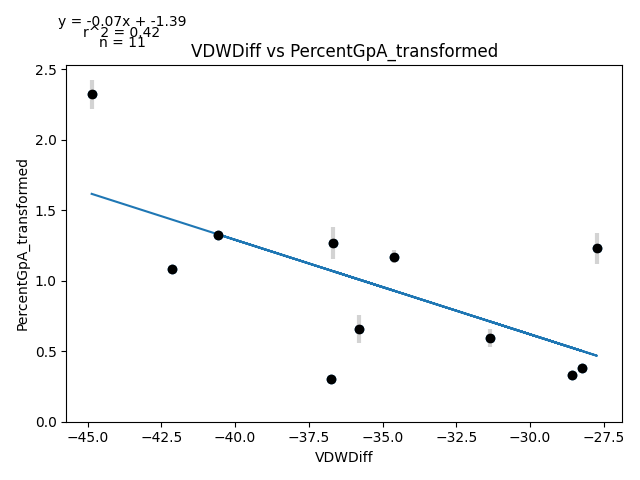 y = -0.07x + -1.39
r^2 = 0.42
n = 11
VDWDiff vs PercentGpA_transformed
2.5
2.0
1.5
1.0
0.5
0.0
PercentGpA_transformed
−45.0 −42.5 −40.0 −37.5 −35.0 −32.5 −30.0 −27.5
VDWDiff